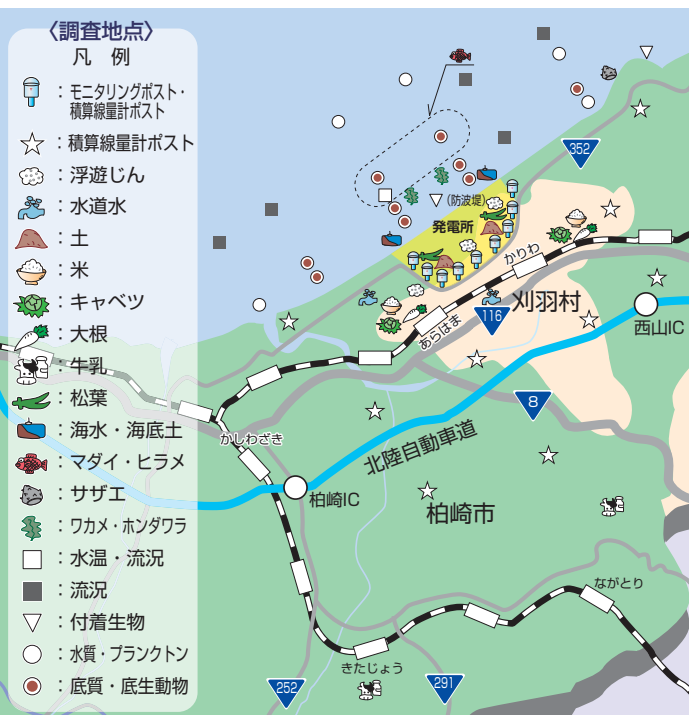 〈調査地点〉
凡 例
：モニタリングポスト・
積算線量計ポスト
：積算線量計ポスト
：浮遊じん
：水道水
：土
：米
：キャベツ
：大根
：牛乳
：松葉
：海水・海底土
：マダイ・ヒラメ
：サザエ
：ワカメ・ホンダワラ
：水温・流況
：流況
：付着生物
：水質・プランクトン
：底質・底生動物
352
(防波堤)
発電所
かりわ
刈羽村
116
あらはま
西山IC
8
かしわざき
北陸自動車道
柏崎IC
柏崎市
ながとり
きたじょう
252
291